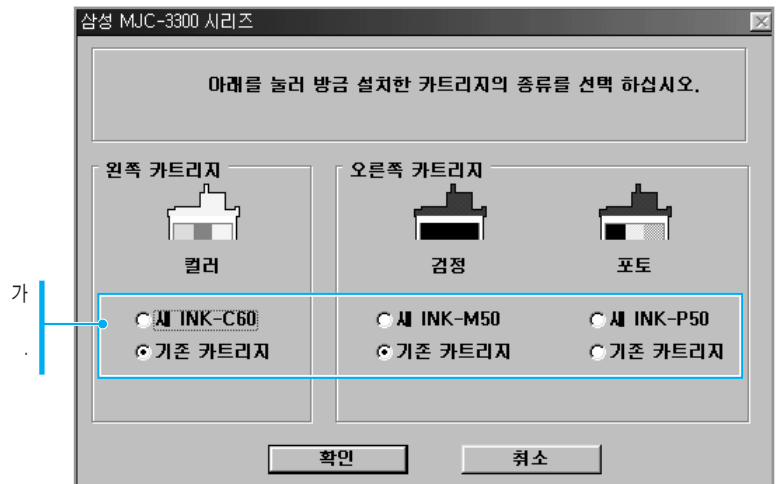 삼성 MJC-3300 시리즈
아래를 눌러 방금 설치한 카트리지의 종류를 선택 하십시오.
왼쪽 카트리지
오른쪽 카트리지
컬러
검정
포토
가
.
새 INK-C60
새 INK-M50
새 INK-P50
기존 카트리지
기존 카트리지
기존 카트리지
확인
취소